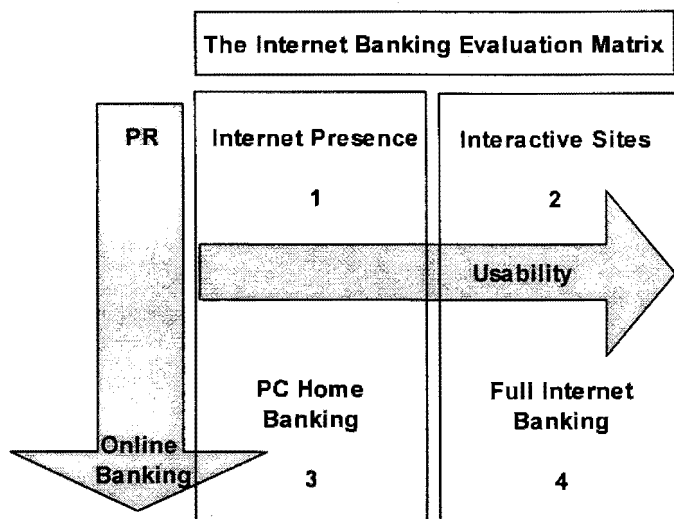 The Internet Banking Evaluation Matrix
PR
Internet Presence
Interactive Sites
1
2
Usability
PC Home
Banking
Full Internet
Banking
Online
Banking
3
4